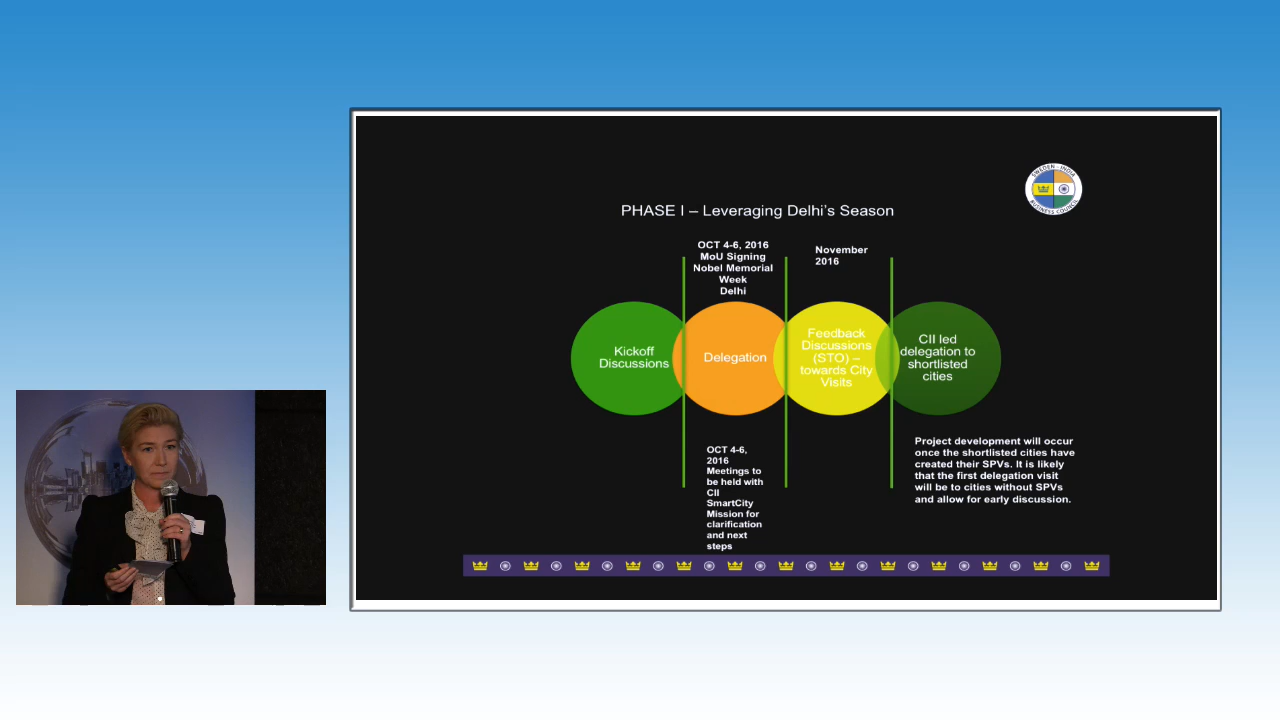 SWEDEN - INDIA
BUSINESS COUNCIL
PHASE I – Leveraging Delhi's Season
OCT 4-6, 2016
MoU Signing
Nobel Memorial
Week
Delhi
November
2016
Kickoff
Discussions
Delegation
Feedback
Discussions
(STO) –
towards City
Visits
CII led
delegation to
shortlisted
cities
OCT 4-6,
2016
Meetings to
be held with
CII
SmartCity
Mission for
clarification
and next
steps
Project development will occur
once the shortlisted cities have
created their SPVs. It is likely
that the first delegation visit
will be to cities without SPVs
and allow for early discussion.